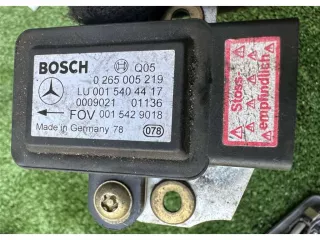 BOSCH Q05
0 265 005 219
LU 001 540 44 17
0009021 01136
FOV 001 542 9018
Made in Germany 78 078
Stoss-
empfindlich